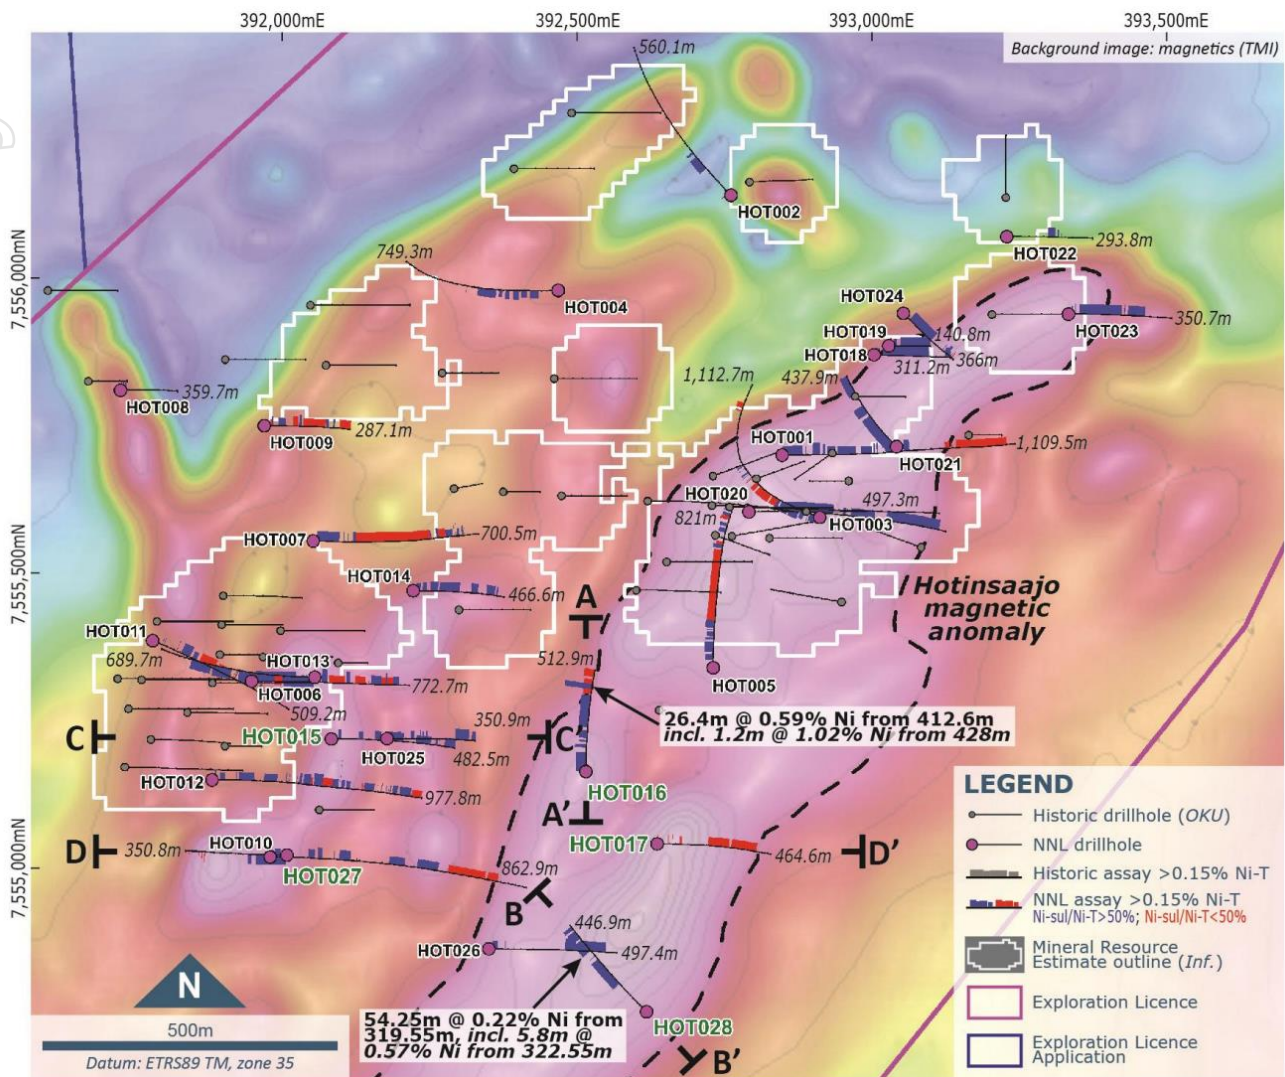 392,000mE
392,500mE
393,000mE
393,500mE
Background image: magnetics (TMI)
560.1m
HOT002
HOT022
293.8m
7,556,000mN
749.3m
HOT004
HOT024
HOT019
HOT018
140.8m
366m
311.2m
HOT023
350.7m
HOT008
359.7m
1,112.7m
437.9m
HOT009
287.1m
HOT001
HOT021
1,109.5m
HOT020
821m
497.3m
HOT003
HOT007
700.5m
7,555,500mN
HOT014
466.6m
A
Hotinsaajo
magnetic
anomaly
HOT011
689.7m
HOT013
HOT006
772.7m
509.2m
512.9m
HOT005
26.4m @ 0.59% Ni from 412.6m
incl. 1.2m @ 1.02% Ni from 428m
C
HOT015
350.9m
HOT025
482.5m
C'
HOT012
977.8m
HOT016
A'
D
350.8m
HOT010
HOT027
862.9m
HOT017
464.6m
D'
7,555,000mN
B
446.9m
HOT026
497.4m
HOT028
54.25m @ 0.22% Ni from
319.55m, incl. 5.8m @
0.57% Ni from 322.55m
B'
N
500m
Datum: ETRS89 TM, zone 35
LEGEND
Historic drillhole (OKU)
NNL drillhole
Historic assay >0.15% Ni-T
NNL assay >0.15% Ni-T
Ni-sul/Ni-T>50%; Ni-sul/Ni-T<50%
Mineral Resource
Estimate outline (Inf.)
Exploration Licence
Exploration Licence
Application